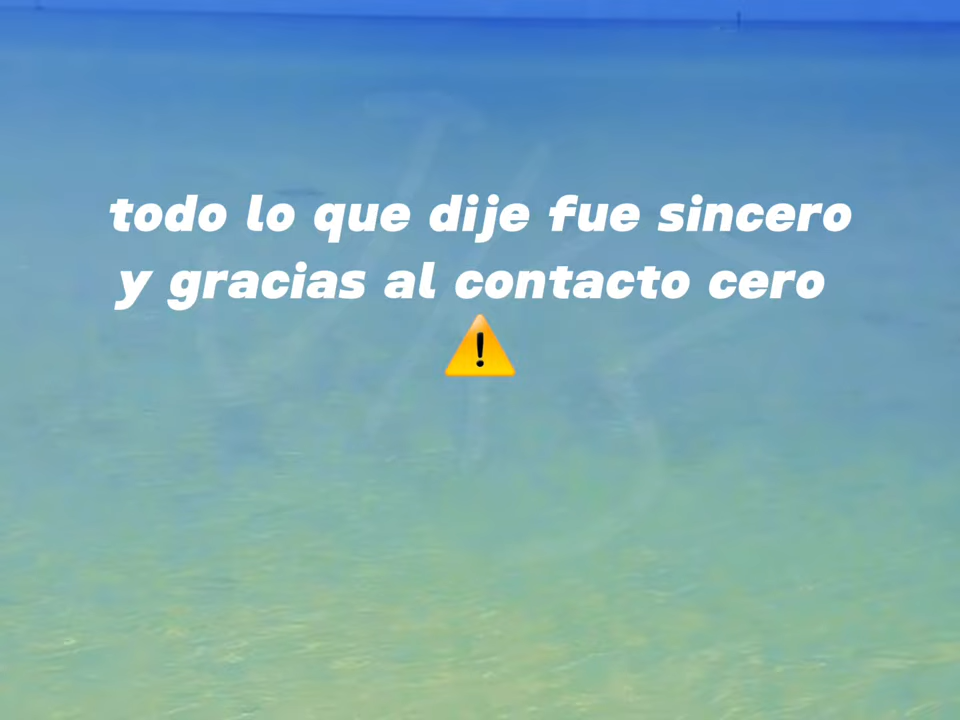 todo lo que dije fue sincero
y gracias al contacto cero
⚠️